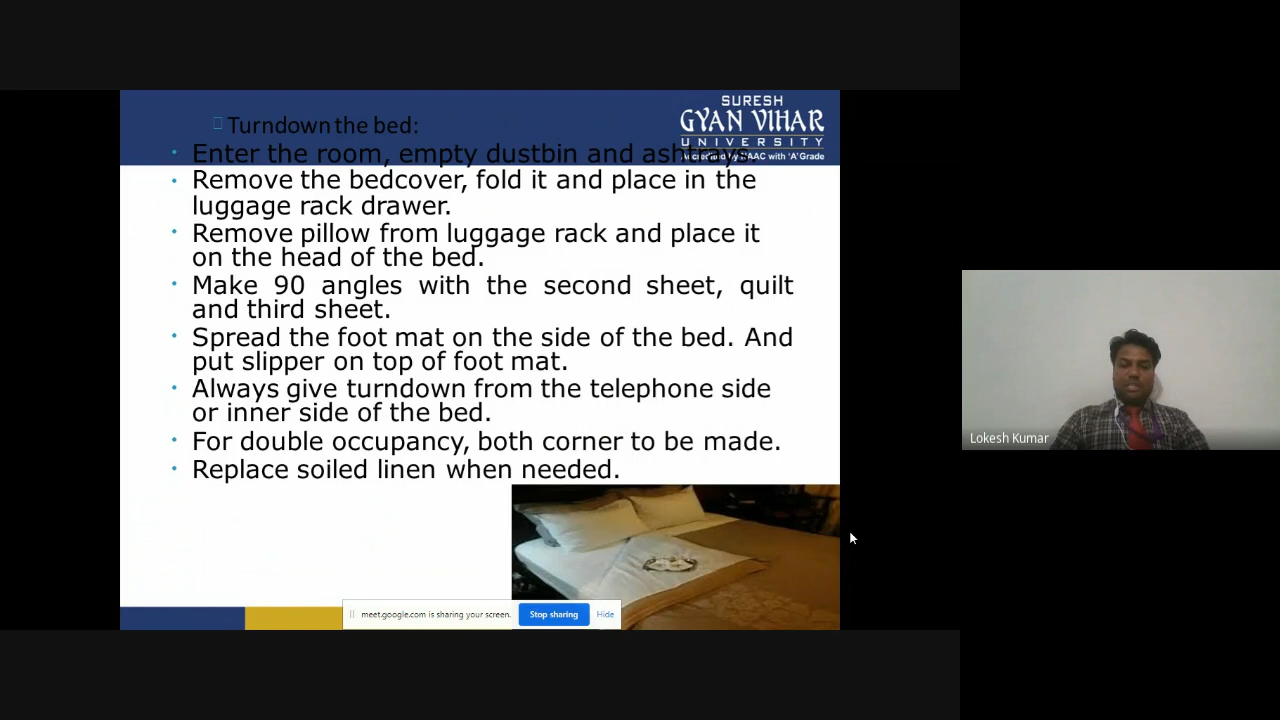 SURESH
GYAN VIHAR
UNIVERSITY
Accredited by NAAC with 'A' Grade
Turndown the bed:
Enter the room, empty dustbin and ashtrays.
Remove the bedcover, fold it and place in the
luggage rack drawer.
Remove pillow from luggage rack and place it
on the head of the bed.
Make 90 angles with the second sheet, quilt
and third sheet.
Spread the foot mat on the side of the bed. And
put slipper on top of foot mat.
Always give turndown from the telephone side
or inner side of the bed.
For double occupancy, both corner to be made.
Replace soiled linen when needed.
meet.google.com is sharing your screen.
Stop sharing
Hide
Lokesh Kumar